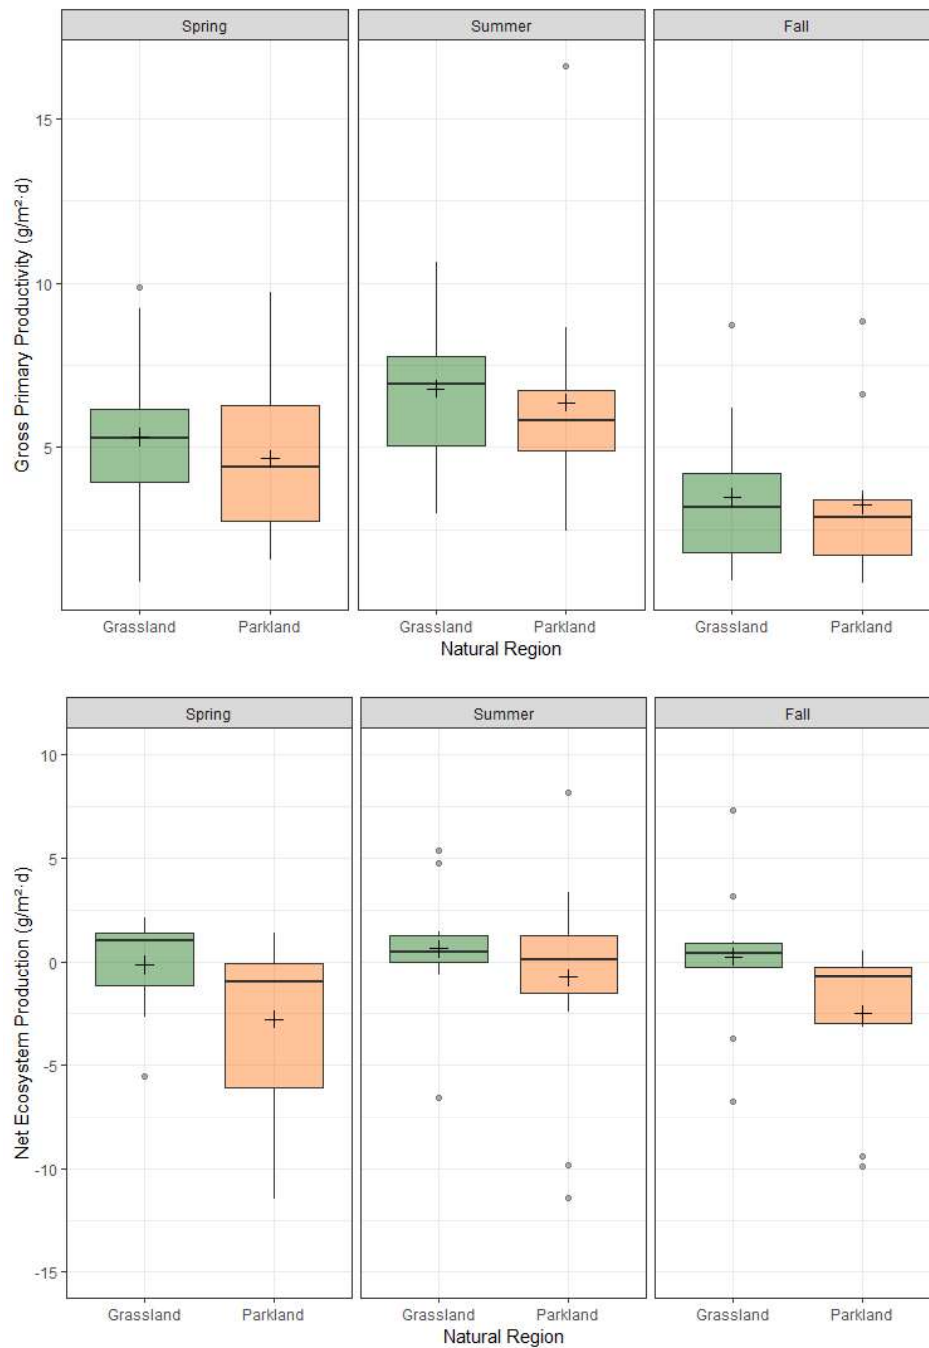 Spring Summer Fall
Gross Primary Productivity (g/m²·d)
15
10
5
Grassland Parkland Grassland Parkland Grassland Parkland
Natural Region
Spring Summer Fall
Net Ecosystem Production (g/m²·d)
10
5
0
-5
-10
-15
Grassland Parkland Grassland Parkland Grassland Parkland
Natural Region